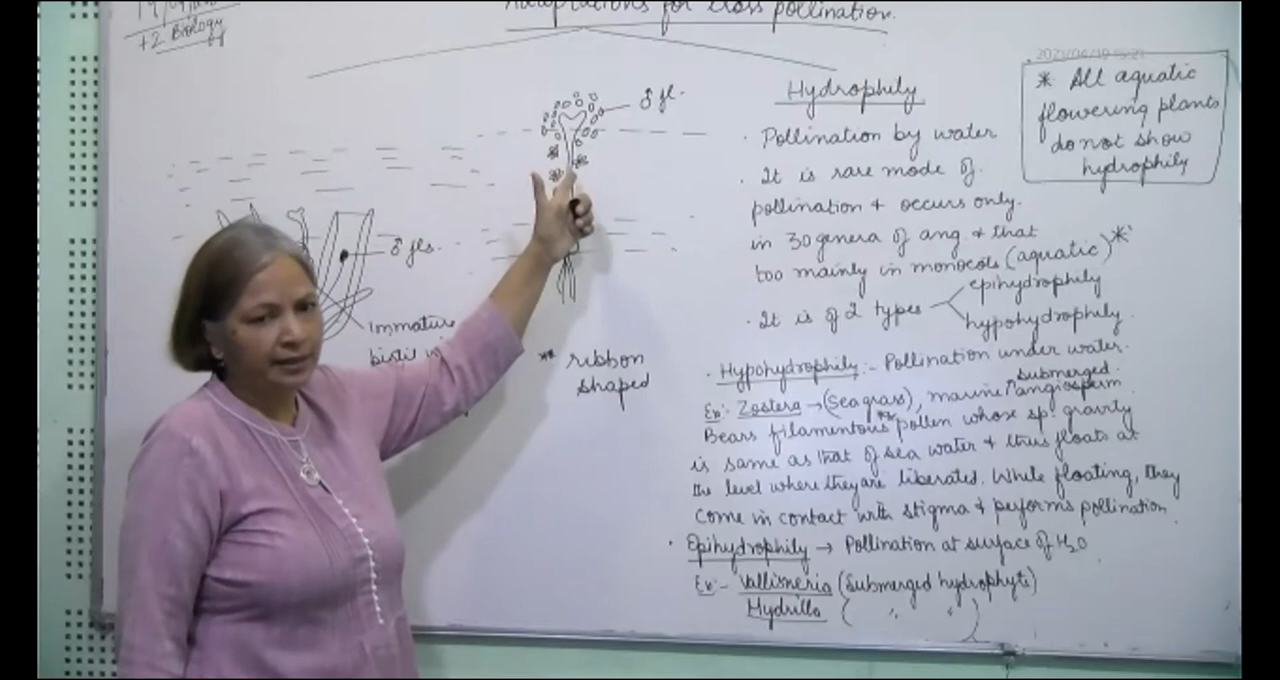 +2 Biology
Adaptations for Cross pollination.
2021/04/19
* All aquatic
flowering plants
do not show
hydrophily
♂ fl.
♂ fls.
Immature
pistil
** ribbon
shaped
Hydrophily
· Pollination by water
· It is rare mode of
pollination & occurs only
in 30 genera of ang & that
too mainly in monocots (aquatic)*
· It is of 2 types
epihydrophily
hypohydrophily.
· Hypohydrophily:- Pollination under water.
submerged
Ex:- Zostera → (Sea grass), marine angiosperm
Bears filamentous ** pollen whose sp. gravity
is same as that of sea water & thus floats at
the level where they are liberated. While floating, they
come in contact with stigma & performs pollination
· Epihydrophily → Pollination at surface of H2O
Ex:- Vallisneria (Submerged hydrophyte)
Hydrilla ( " " )